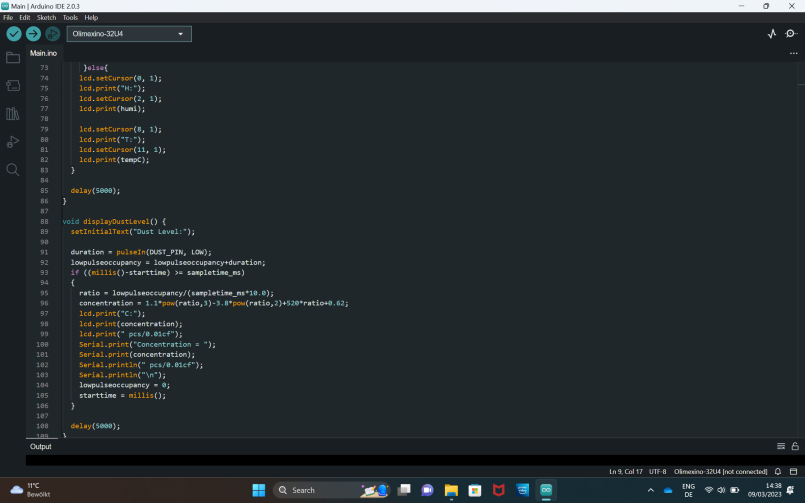 Main | Arduino IDE 2.0.3
File Edit Sketch Tools Help
Olimexino-32U4
Main.ino
73 }else{
74 lcd.setCursor(0, 1);
75 lcd.print("H:");
76 lcd.setCursor(2, 1);
77 lcd.print(humi);
78
79 lcd.setCursor(8, 1);
80 lcd.print("T:");
81 lcd.setCursor(11, 1);
82 lcd.print(tempC);
83 }
84
85 delay(5000);
86 }
87
88 void displayDustLevel() {
89 setInitialText("Dust Level:");
90
91 duration = pulseIn(DUST_PIN, LOW);
92 lowpulseoccupancy = lowpulseoccupancy+duration;
93 if ((millis()-starttime) >= sampletime_ms)
94 {
95 ratio = lowpulseoccupancy/(sampletime_ms*10.0);
96 concentration = 1.1*pow(ratio,3)-3.8*pow(ratio,2)+520*ratio+0.62;
97 lcd.print("C:");
98 lcd.print(concentration);
99 lcd.print(" pcs/0.01cf");
100 Serial.print("Concentration = ");
101 Serial.print(concentration);
102 Serial.println(" pcs/0.01cf");
103 Serial.println("\n");
104 lowpulseoccupancy = 0;
105 starttime = millis();
106 }
107
108 delay(5000);
109 }
Output
Ln 9, Col 17 UTF-8 Olimexino-32U4 [not connected]
11°C
Bewölkt
Search
ENG
DE
14:38
09/03/2023